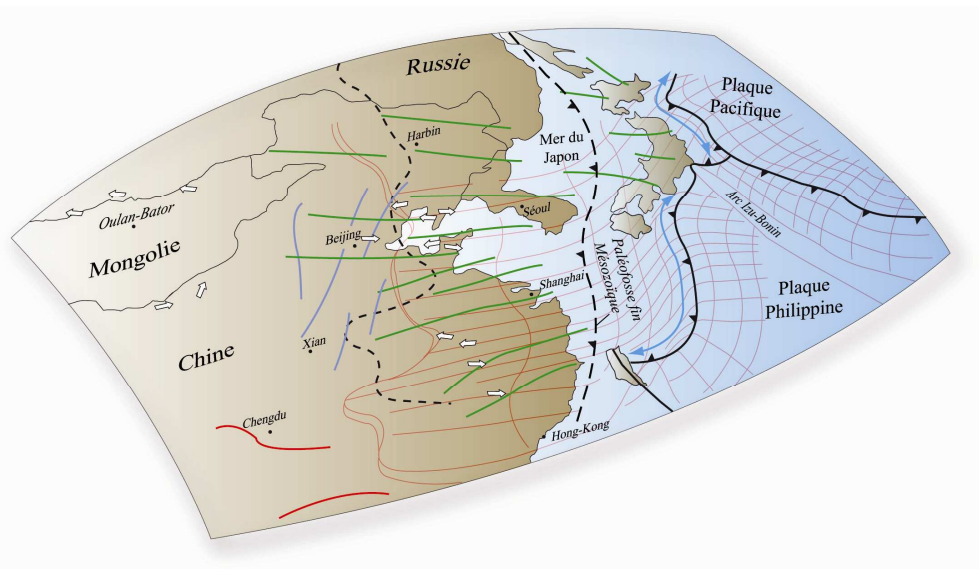 Russie
Plaque
Pacifique
Harbin
Mer du
Japon
Oulan-Bator
Séoul
Arc Izu-Bonin
Mongolie
Beijing
Paléofosse fin
Mésozoïque
Shanghai
Plaque
Philippine
Xian
Chine
Chengdu
Hong-Kong